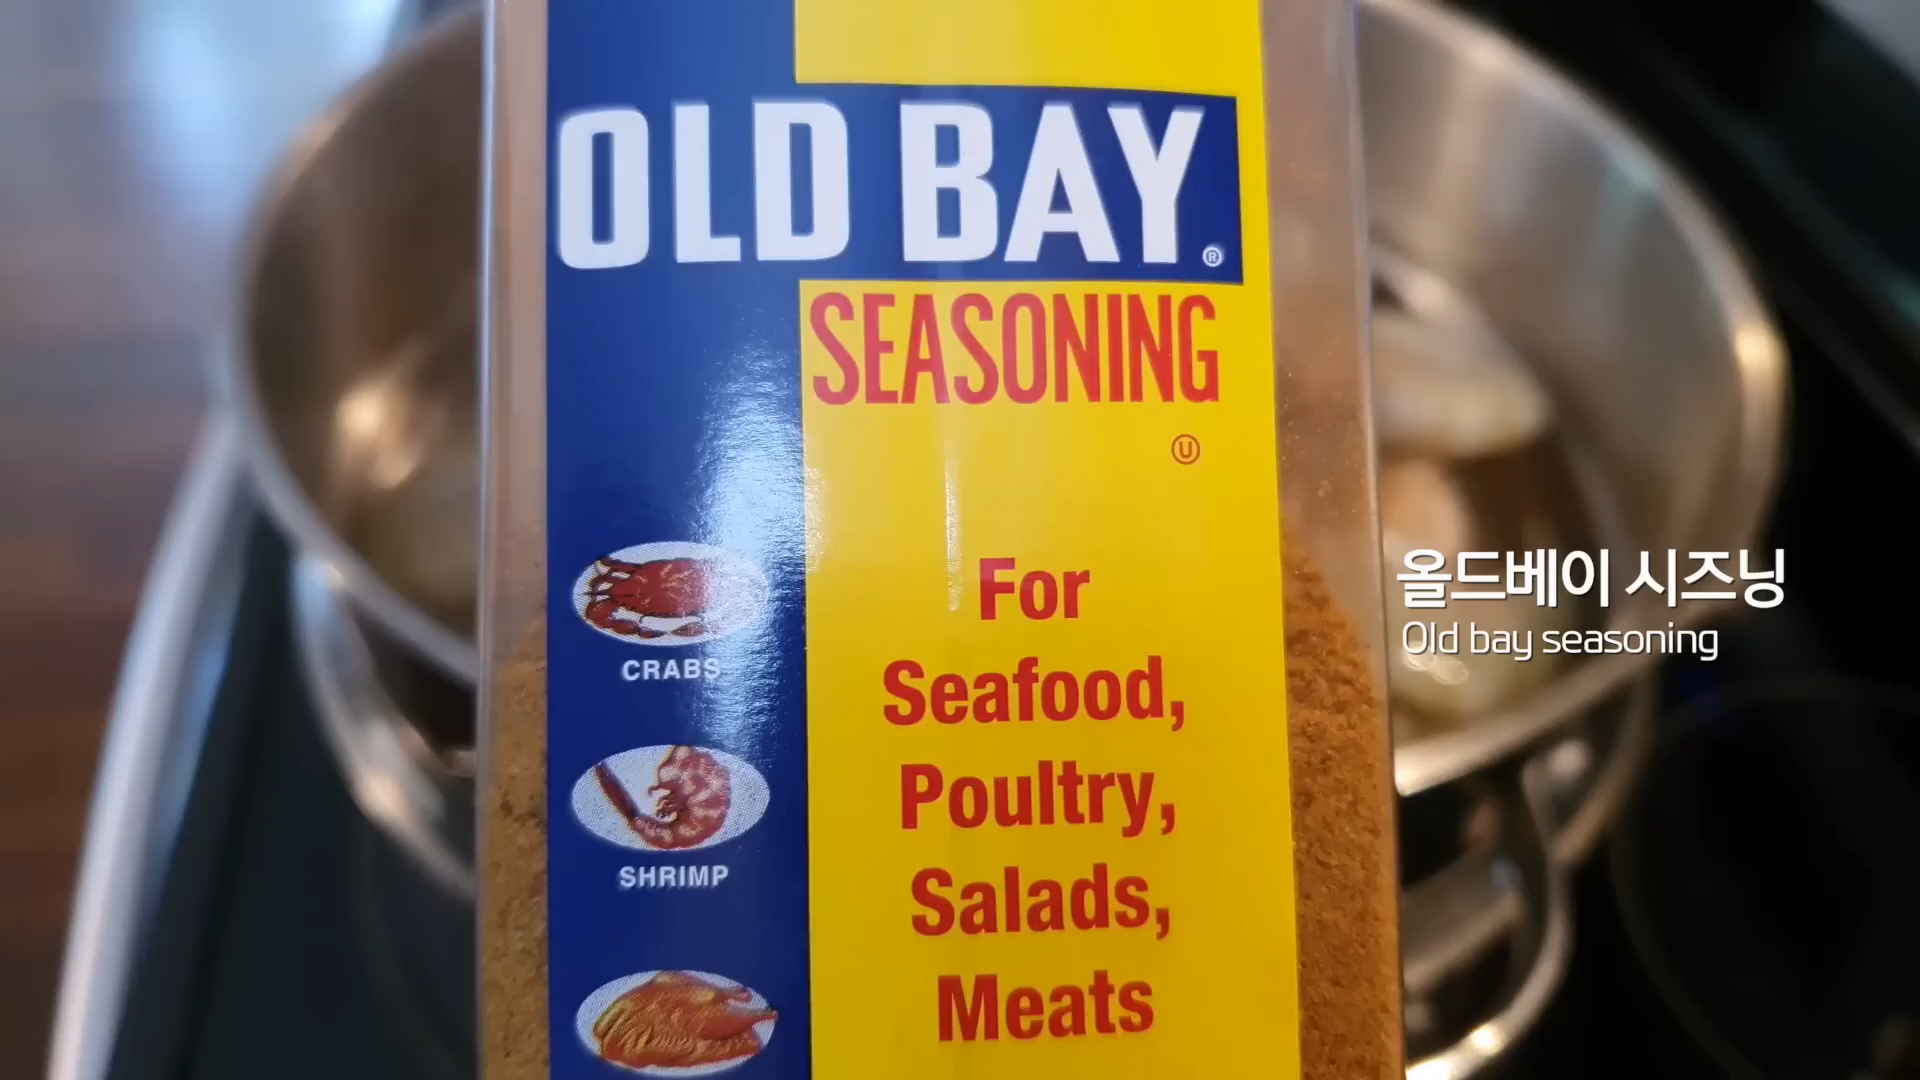 OLD BAY®
SEASONING
U
For
Seafood,
Poultry,
Salads,
Meats
CRABS
SHRIMP
올드베이 시즈닝
Old bay seasoning